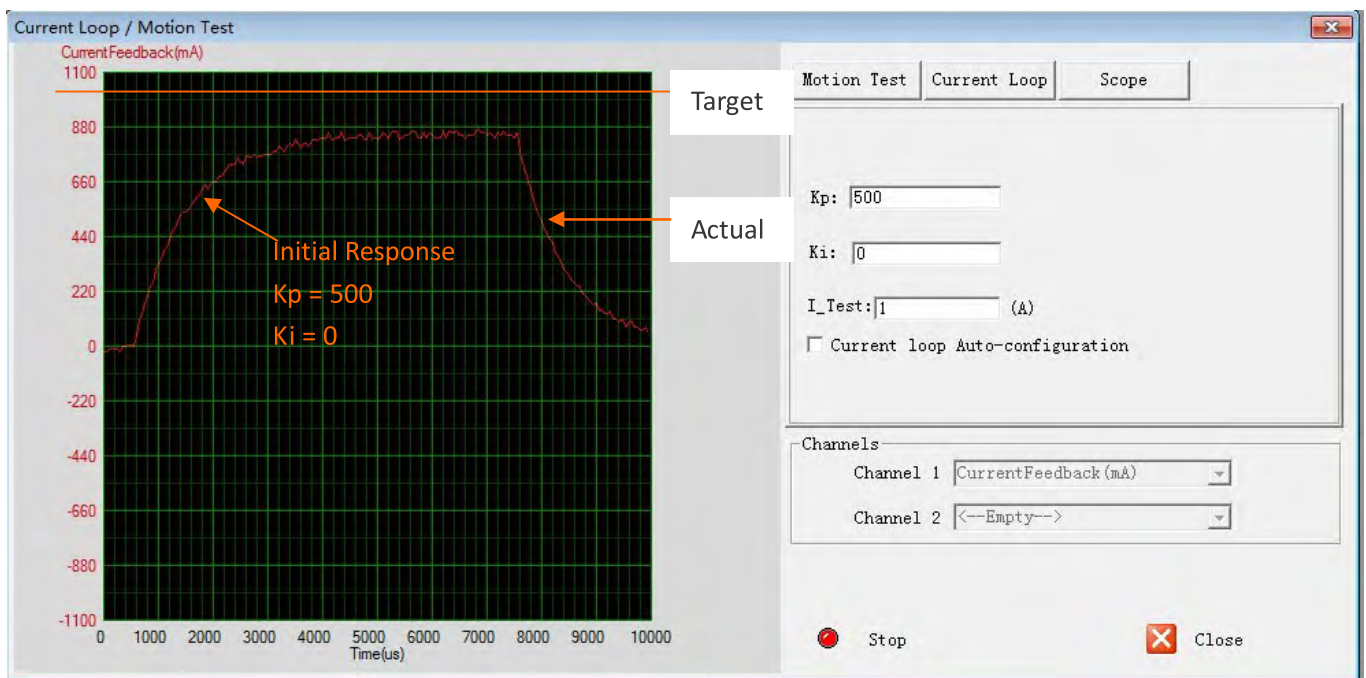 Current Loop / Motion Test
CurrentFeedback(mA)
1100
880
660
440
220
0
-220
-440
-660
-880
-1100
0 1000 2000 3000 4000 5000 6000 7000 8000 9000 10000
Time(us)
Target
Actual
Initial Response
Kp = 500
Ki = 0
Motion Test Current Loop Scope
Kp: 500
Ki: 0
I_Test: 1 (A)
Current loop Auto-configuration
Channels
Channel 1 CurrentFeedback(mA)
Channel 2 <--Empty-->
Stop Close